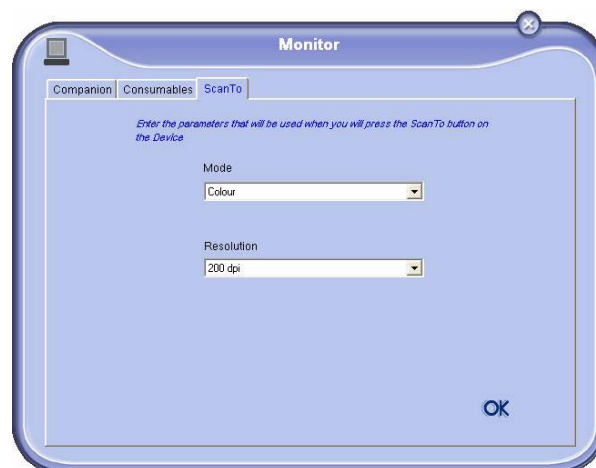 Monitor
Companion Consumables ScanTo
Enter the parameters that will be used when you will press the ScanTo button on
the Device
Mode
Colour
Resolution
200 dpi
OK